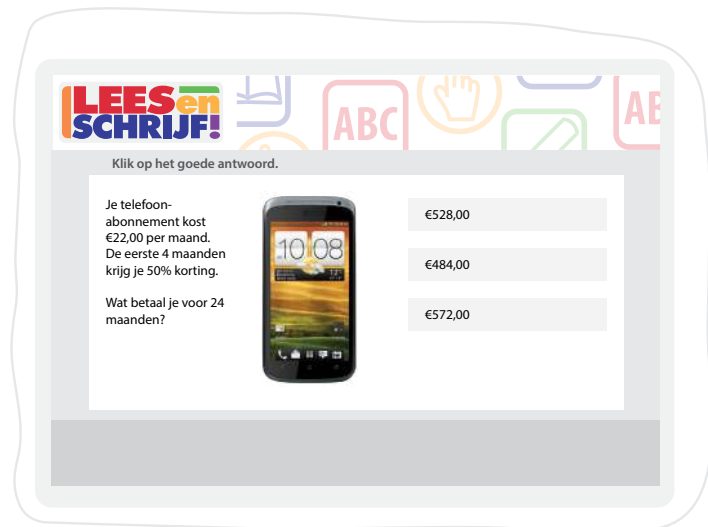 LEES en
SCHRIJF!
ABC
Klik op het goede antwoord.
Je telefoon-
abonnement kost
€22,00 per maand.
De eerste 4 maanden
krijg je 50% korting.
Wat betaal je voor 24
maanden?
10 08
€528,00
€484,00
€572,00